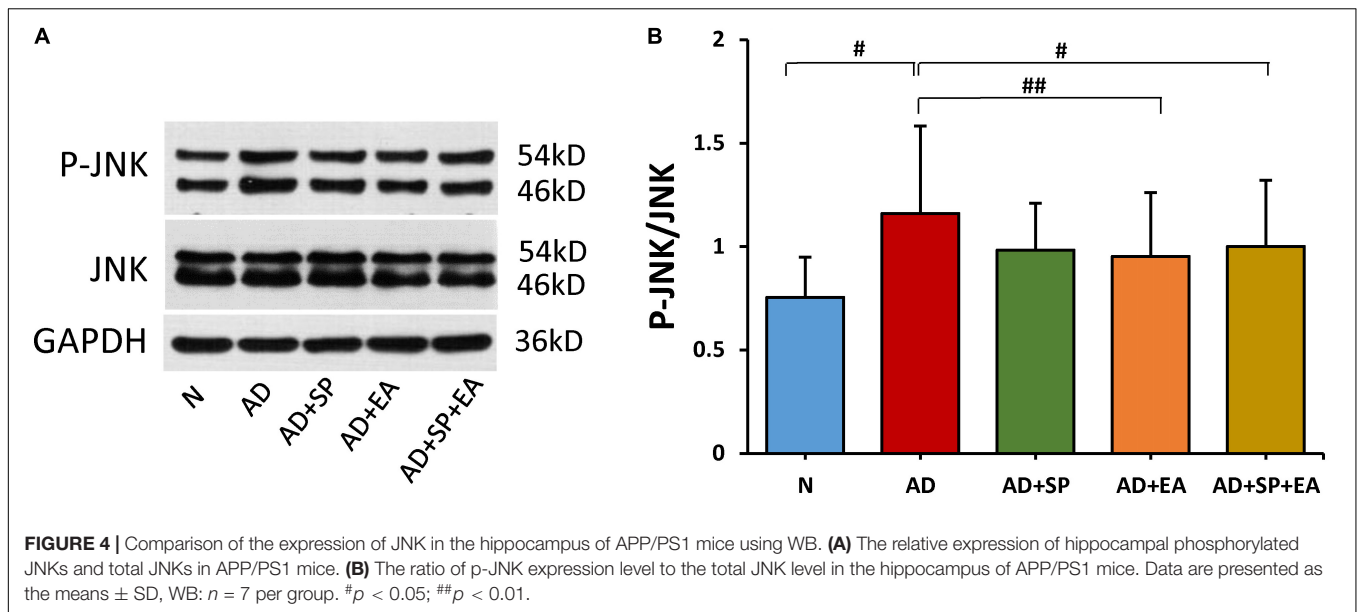 A
P-JNK
54kD
46kD
JNK
54kD
46kD
GAPDH
36kD
N
AD
AD+SP
AD+EA
AD+SP+EA
B
P-JNK/JNK
2
1.5
1
0.5
0
#
#
##
N
AD
AD+SP
AD+EA
AD+SP+EA
FIGURE 4 | Comparison of the expression of JNK in the hippocampus of APP/PS1 mice using WB. (A) The relative expression of hippocampal phosphorylated
JNKs and total JNKs in APP/PS1 mice. (B) The ratio of p-JNK expression level to the total JNK level in the hippocampus of APP/PS1 mice. Data are presented as
the means ± SD, WB: n = 7 per group. #p < 0.05; ##p < 0.01.